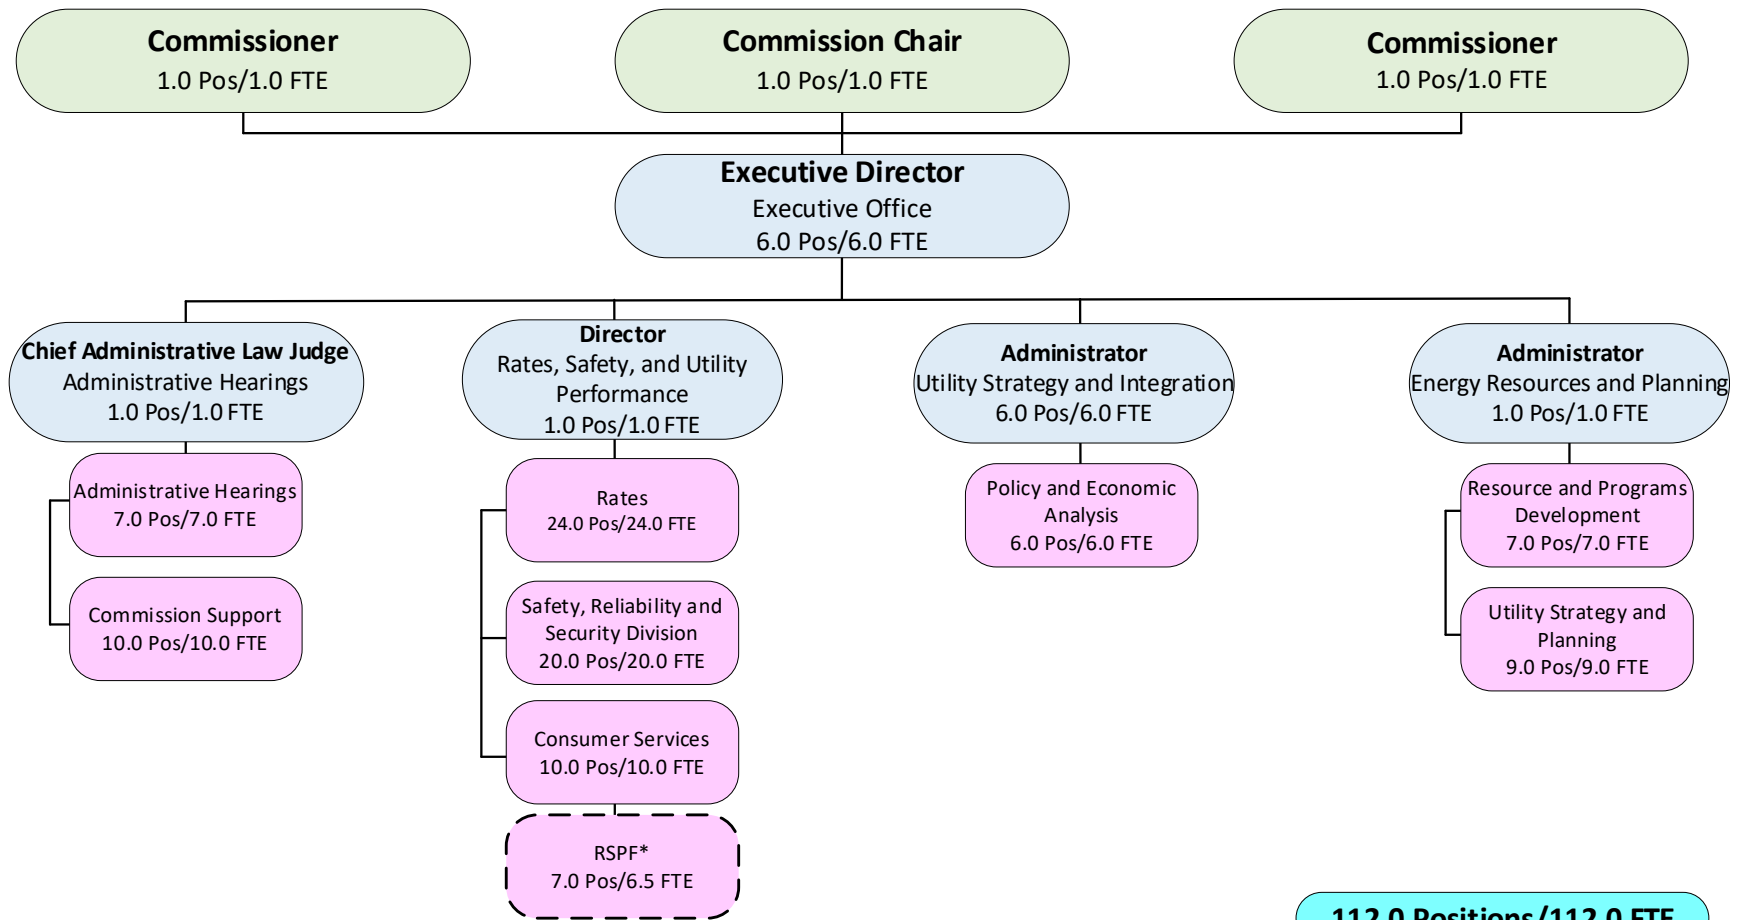 Commissioner
1.0 Pos/1.0 FTE
Commission Chair
1.0 Pos/1.0 FTE
Commissioner
1.0 Pos/1.0 FTE
Executive Director
Executive Office
6.0 Pos/6.0 FTE
Chief Administrative Law Judge
Administrative Hearings
1.0 Pos/1.0 FTE
Administrative Hearings
7.0 Pos/7.0 FTE
Commission Support
10.0 Pos/10.0 FTE
Director
Rates, Safety, and Utility
Performance
1.0 Pos/1.0 FTE
Rates
24.0 Pos/24.0 FTE
Safety, Reliability and
Security Division
20.0 Pos/20.0 FTE
Consumer Services
10.0 Pos/10.0 FTE
RSPF*
7.0 Pos/6.5 FTE
Administrator
Utility Strategy and Integration
6.0 Pos/6.0 FTE
Policy and Economic
Analysis
6.0 Pos/6.0 FTE
Administrator
Energy Resources and Planning
1.0 Pos/1.0 FTE
Resource and Programs
Development
7.0 Pos/7.0 FTE
Utility Strategy and
Planning
9.0 Pos/9.0 FTE
112.0 Positions/112.0 FTE